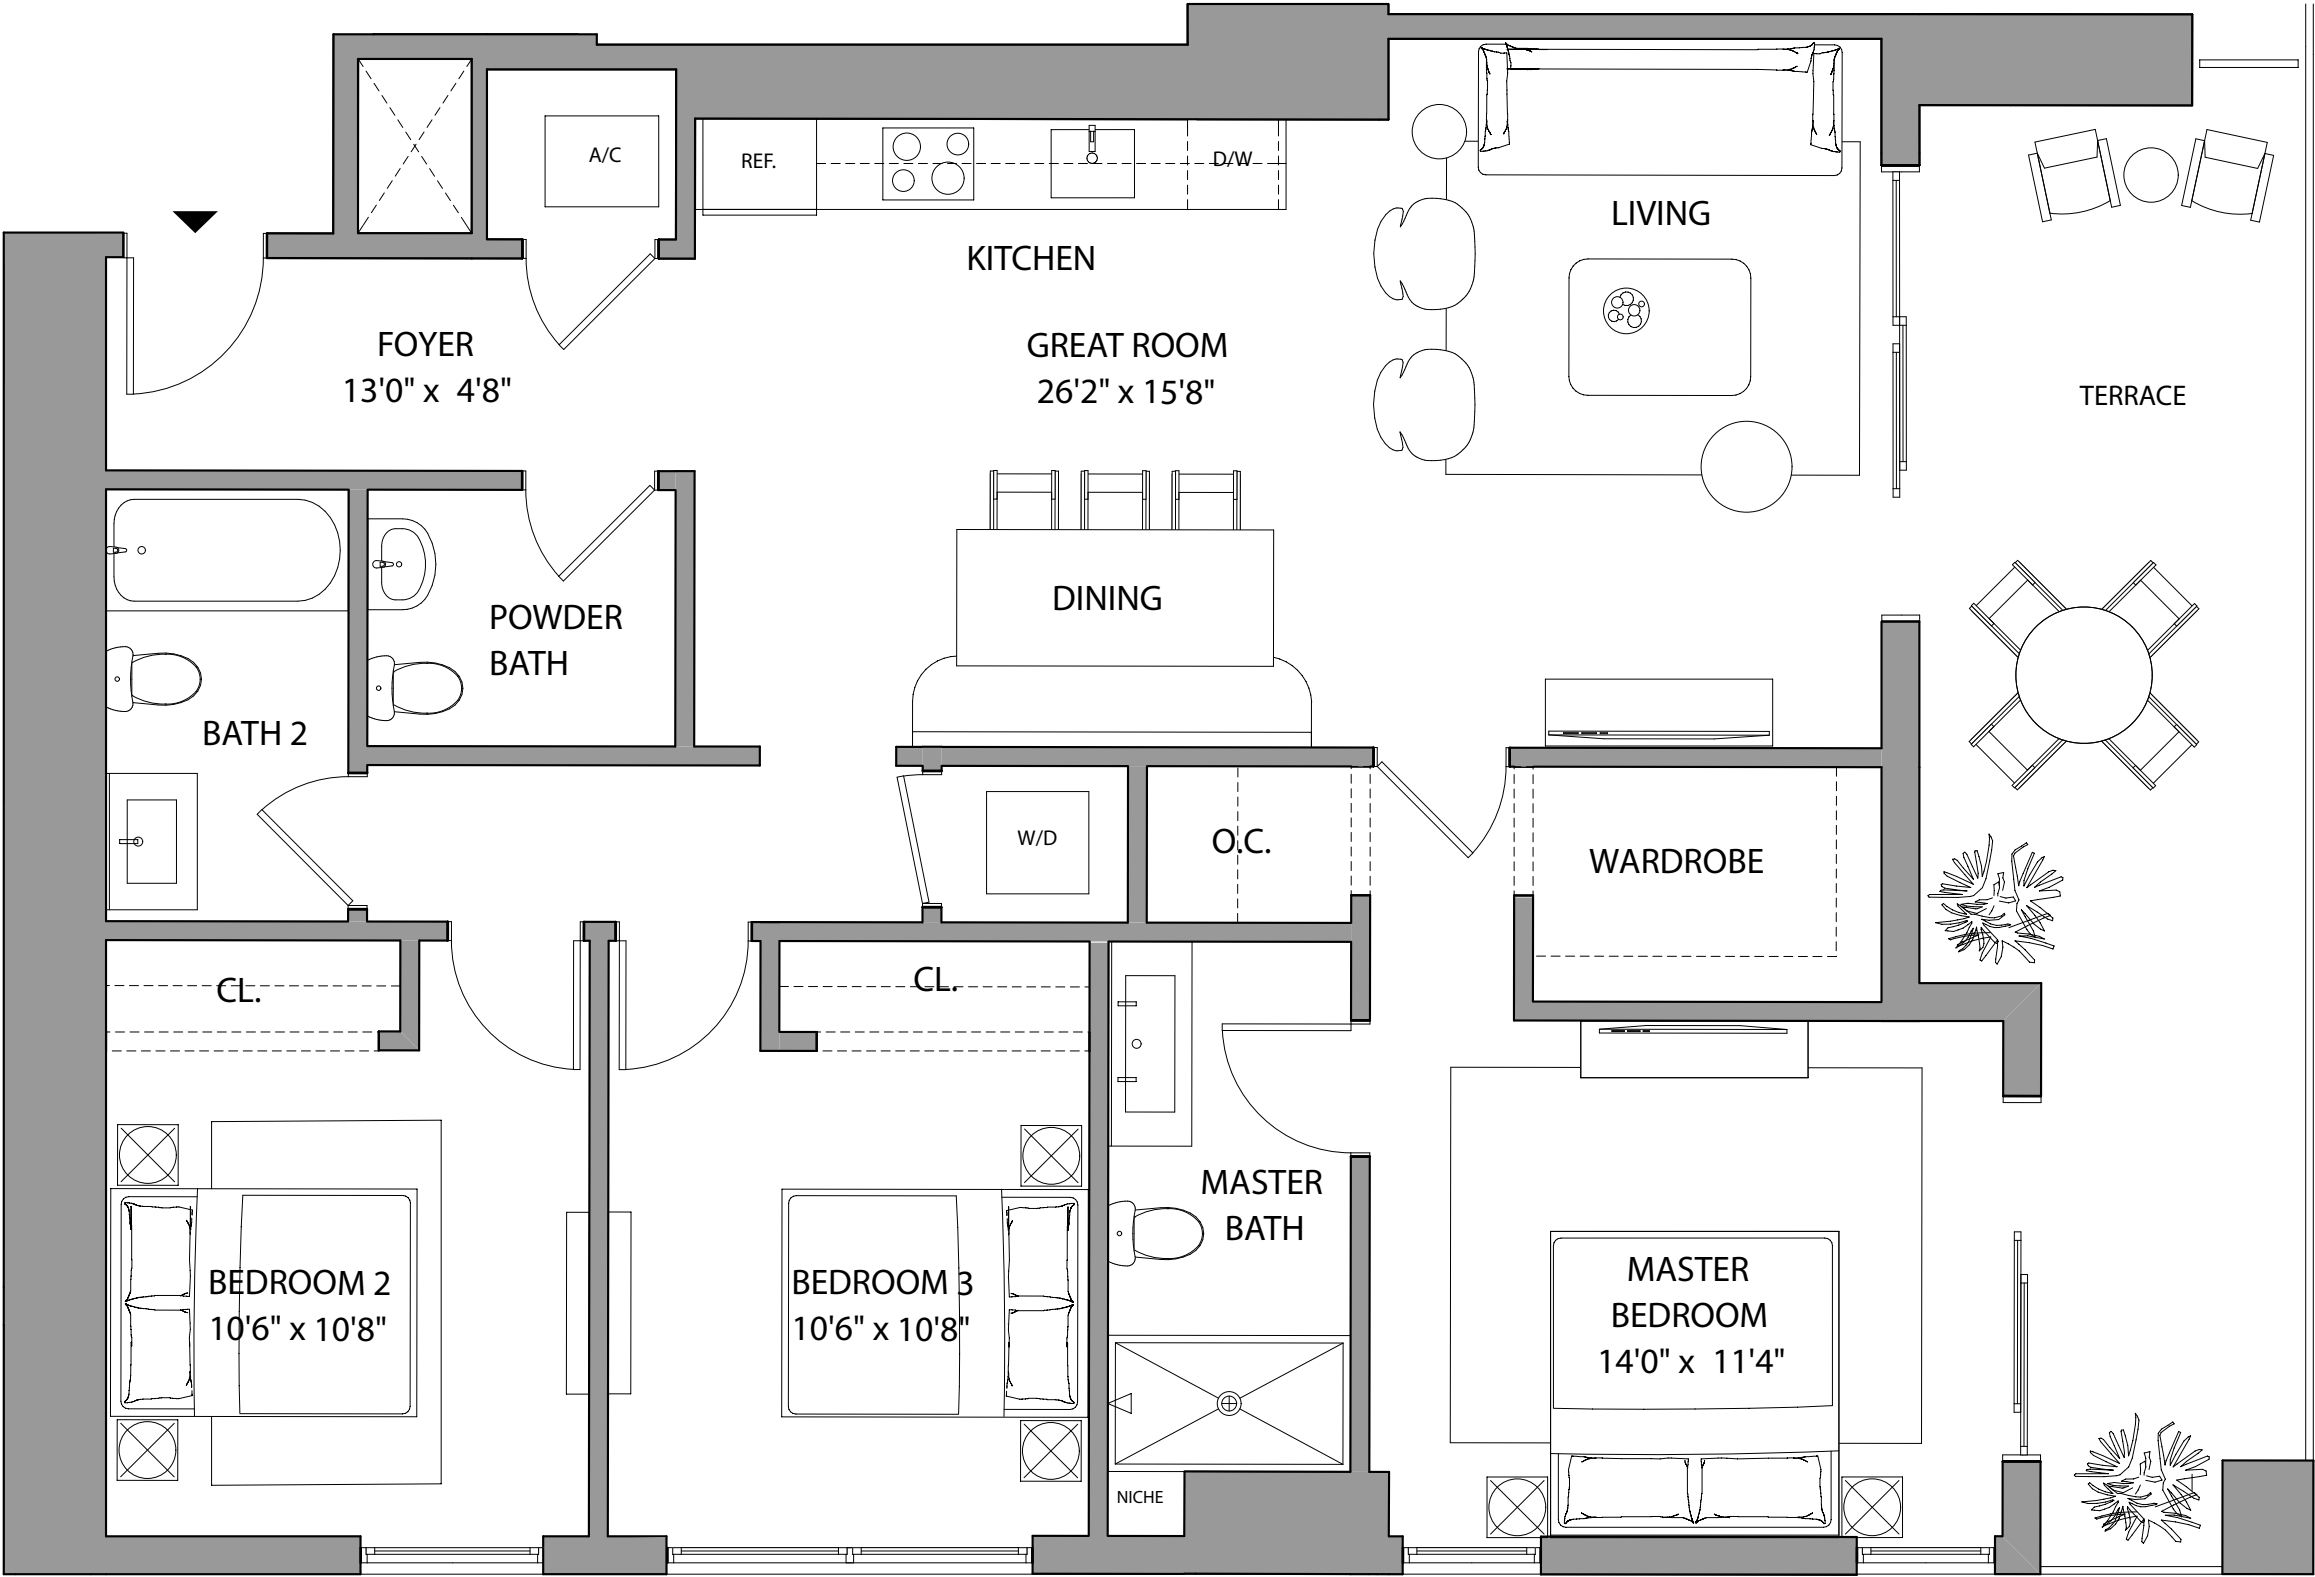 A/C
REF.
D/W
LIVING
KITCHEN
FOYER
13'0" x 4'8"
GREAT ROOM
26'2" x 15'8"
TERRACE
DINING
POWDER
BATH
BATH 2
W/D
O.C.
WARDROBE
CL.
CL.
MASTER
BATH
BEDROOM 2
10'6" x 10'8"
BEDROOM 3
10'6" x 10'8"
MASTER
BEDROOM
14'0" x 11'4"
NICHE